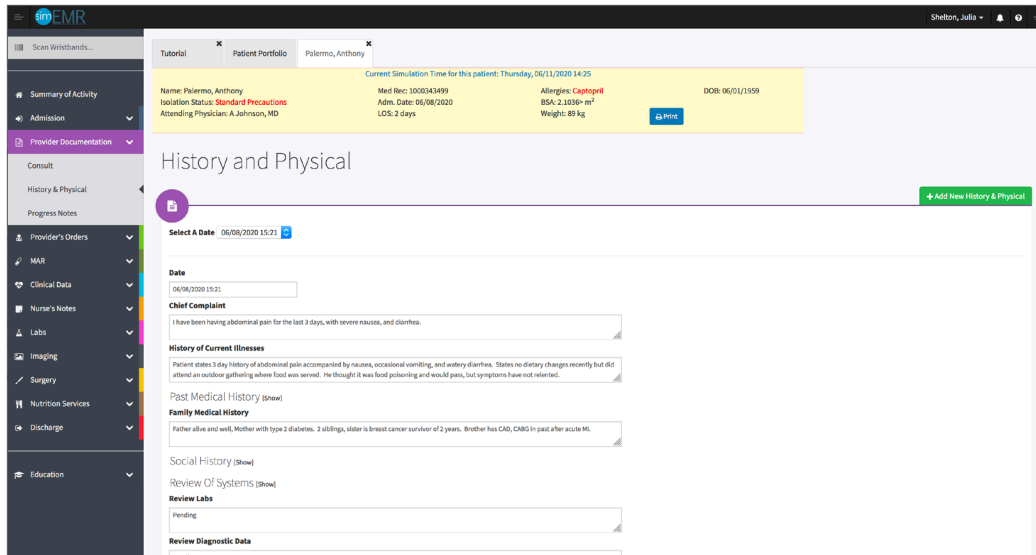 simEMR
Shelton, Julia
Scan Wristbands...
Tutorial
Patient Portfolio
Palermo, Anthony
Current Simulation Time for this patient: Thursday, 06/11/2020 14:25
Name: Palermo, Anthony
Med Rec: 1000343499
Allergies: Captopril
DOB: 06/01/1959
Isolation Status: Standard Precautions
Adm. Date: 06/08/2020
BSA: 2.1036> m²
Attending Physician: A Johnson, MD
LOS: 2 days
Weight: 89 kg
Print
Summary of Activity
Admission
Provider Documentation
Consult
History & Physical
Progress Notes
Provider's Orders
MAR
Clinical Data
Nurse's Notes
Labs
Imaging
Surgery
Nutrition Services
Discharge
Education
History and Physical
+ Add New History & Physical
Select A Date 06/08/2020 15:21
Date
06/08/2020 15:21
Chief Complaint
I have been having abdominal pain for the last 3 days, with severe nausea, and diarrhea.
History of Current Illnesses
Patient states 3 day history of abdominal pain accompanied by nausea, occasional vomiting, and watery diarrhea. States no dietary changes recently but did
attend an outdoor gathering where food was served. He thought it was food poisoning and would pass, but symptoms have not relented.
Past Medical History [Show]
Family Medical History
Father alive and well, Mother with type 2 diabetes. 2 siblings, sister is breast cancer survivor of 2 years. Brother has CAD, CABG in past after acute MI.
Social History [Show]
Review Of Systems [Show]
Review Labs
Pending
Review Diagnostic Data